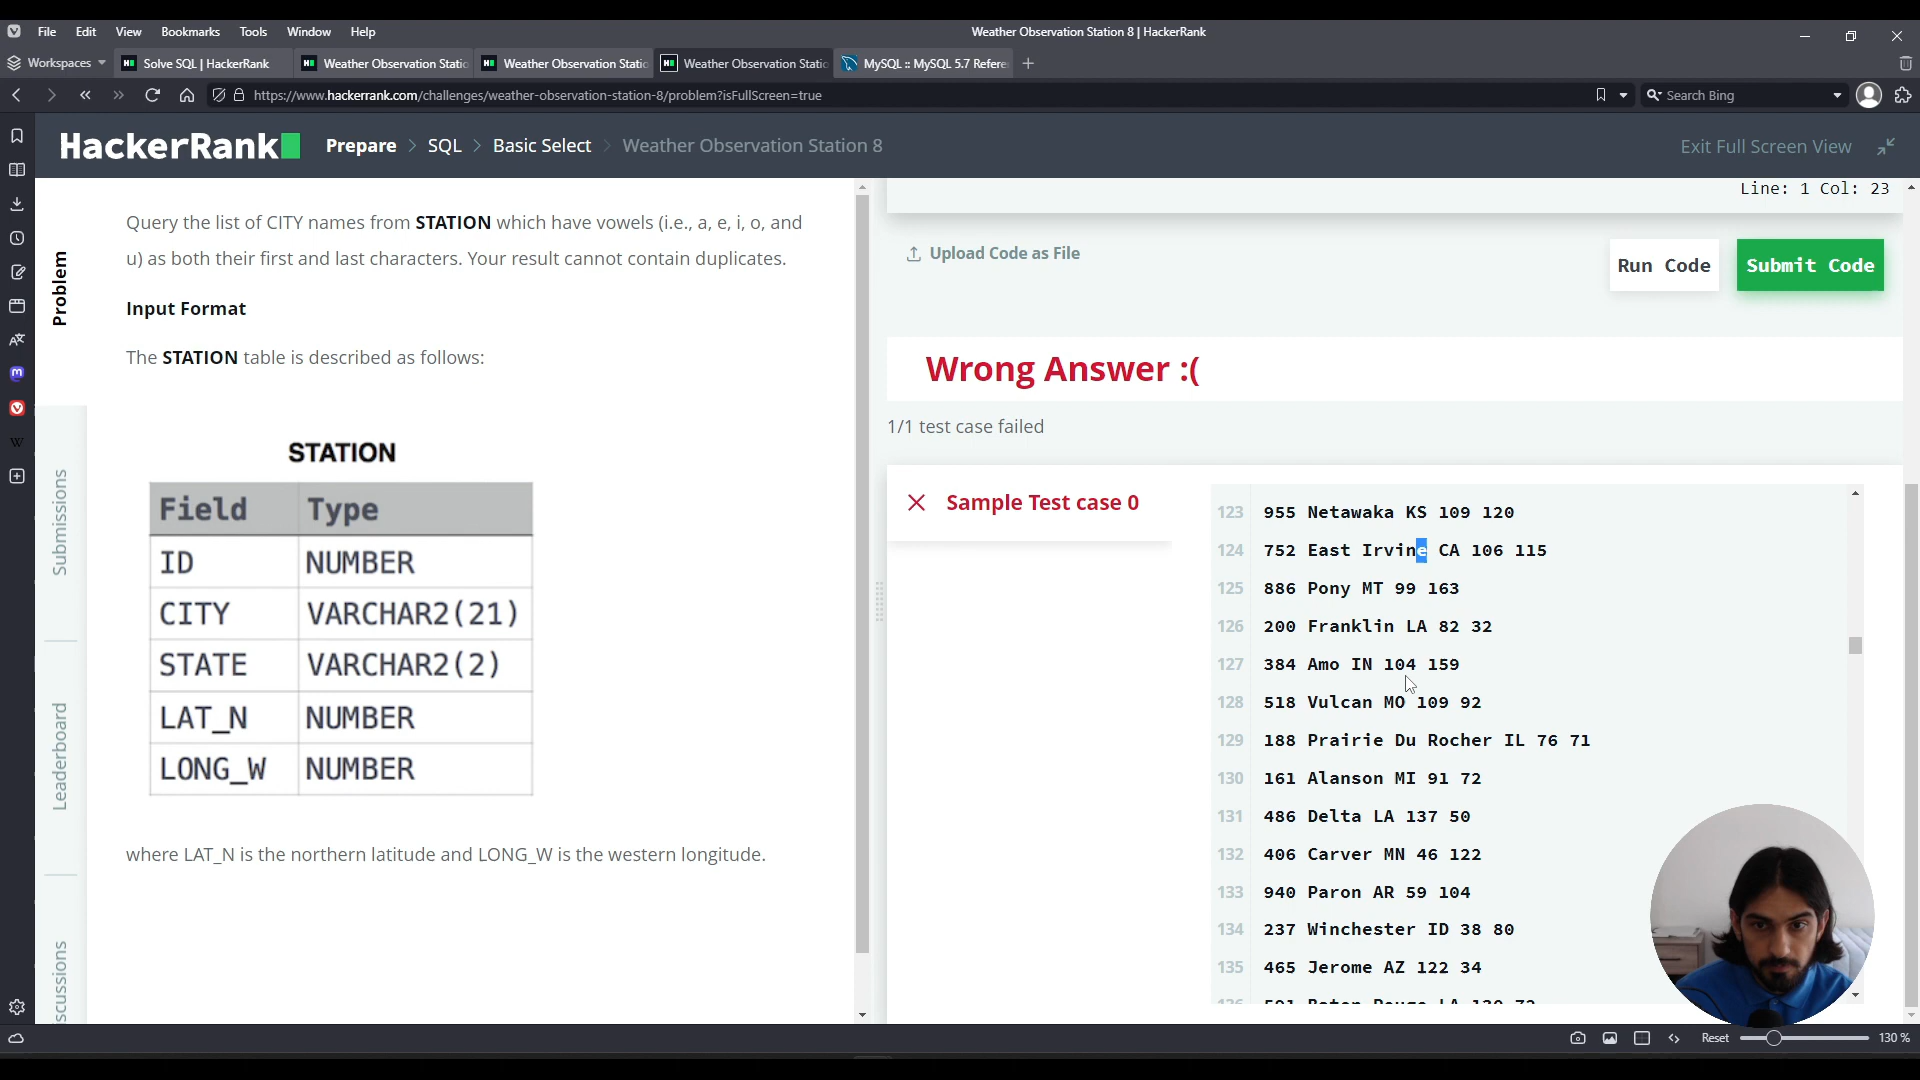 File Edit View Bookmarks Tools Window Help
Weather Observation Station 8 | HackerRank
Workspaces
Solve SQL | HackerRank
Weather Observation Static
Weather Observation Static
Weather Observation Static
MySQL :: MySQL 5.7 Refere
https://www.hackerrank.com/challenges/weather-observation-station-8/problem?isFullScreen=true
Search Bing
HackerRank
Prepare > SQL > Basic Select > Weather Observation Station 8
Exit Full Screen View
Problem
Submissions
Leaderboard
scussions
Query the list of CITY names from STATION which have vowels (i.e., a, e, i, o, and
u) as both their first and last characters. Your result cannot contain duplicates.
Input Format
The STATION table is described as follows:
STATION
Field Type
ID NUMBER
CITY VARCHAR2(21)
STATE VARCHAR2(2)
LAT_N NUMBER
LONG_W NUMBER
where LAT_N is the northern latitude and LONG_W is the western longitude.
Line: 1 Col: 23
Upload Code as File
Run Code
Submit Code
Wrong Answer :(
1/1 test case failed
Sample Test case 0
123 955 Netawaka KS 109 120
124 752 East Irvine CA 106 115
125 886 Pony MT 99 163
126 200 Franklin LA 82 32
127 384 Amo IN 104 159
128 518 Vulcan MO 109 92
129 188 Prairie Du Rocher IL 76 71
130 161 Alanson MI 91 72
131 486 Delta LA 137 50
132 406 Carver MN 46 122
133 940 Paron AR 59 104
134 237 Winchester ID 38 80
135 465 Jerome AZ 122 34
Reset
130 %